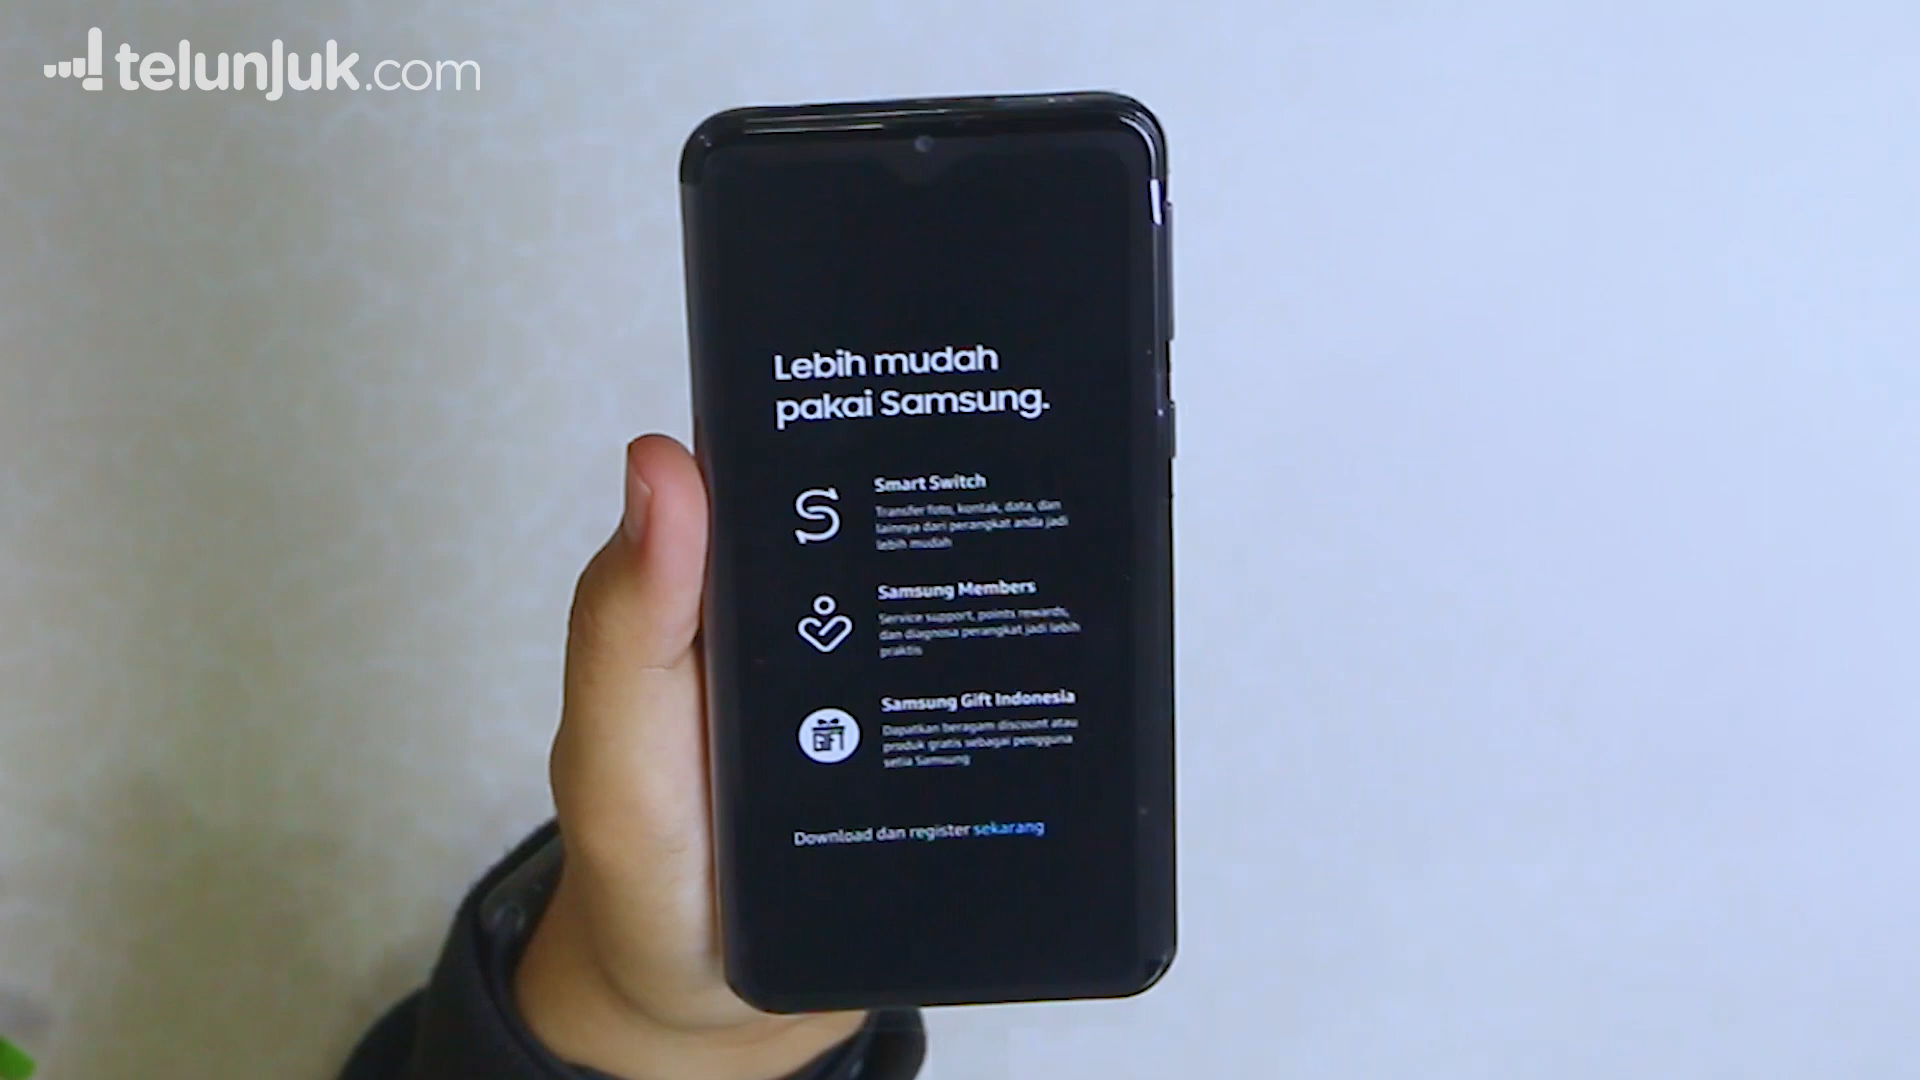 telunjuk.com
Lebih mudah
pakai Samsung.
Smart Switch
Transfer foto, kontak, data, dan
lainnya dari perangkat anda jadi
lebih mudah
Samsung Members
Service support, points rewards,
dan diagnosa perangkat jadi lebih
praktis
GIFT
Samsung Gift Indonesia
Dapatkan beragam discount atau
produk gratis sebagai pengguna
setia Samsung
Download dan register sekarang